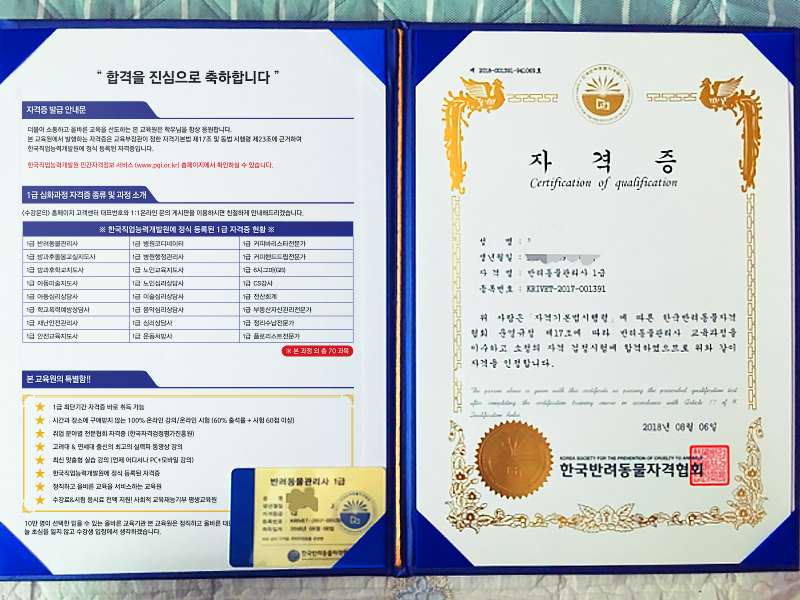 “ 합격을 진심으로 축하합니다 ”
자격증 발급 안내문
더불어 소통하고 올바른 교육을 선도하는 본 교육원은 학우님을 항상 응원합니다.
본 교육원에서 발행하는 자격증은 교육부장관이 정한 자격기본법 제17조 및 동법 시행령 제23조에 근거하여
한국직업능력개발원에 정식 등록된 자격증입니다.
한국직업능력개발원 민간자격정보 서비스 (www.pqi.or.kr) 홈페이지에서 확인하실 수 있습니다.
1급 심화과정 자격증 종류 및 과정 소개
(수강문의) 홈페이지 고객센터 대표번호와 1:1온라인 문의 게시판을 이용하시면 친절하게 안내해드리겠습니다.
※ 한국직업능력개발원에 정식 등록된 1급 자격증 현황 ※
1급 반려동물관리사 1급 병원코디네이터 1급 커피바리스타전문가
1급 방과후돌봄교실지도사 1급 병원행정관리사 1급 커피핸드드립전문가
1급 방과후학교지도사 1급 노인교육지도사 1급 6시그마(GB)
1급 아동미술지도사 1급 노인심리상담사 1급 CS강사
1급 아동심리상담사 1급 미술심리상담사 1급 전산회계
1급 학교폭력예방상담사 1급 음악심리상담사 1급 부동산자산관리전문가
1급 재난안전관리사 1급 심리상담사 1급 정리수납전문가
1급 안전교육지도사 1급 운동처방사 1급 플로리스트전문가
※ 본 과정 외 총 70 과목
본 교육원의 특별함!!
1급 최단기간 자격증 바로 취득 가능
시간과 장소에 구애받지 않는 100% 온라인 강의/온라인 시험 (60% 출석률 + 시험 60점 이상)
취업 분야별 전문협회 자격증 (한국자격검정평가진흥원)
고려대 & 연세대 출신의 최고의 실력파 동영상 강의
최신 맞춤형 실습 강의 (언제 어디서나 PC+모바일 강의)
한국직업능력개발원에 정식 등록된 자격증
정직하고 올바른 교육을 서비스하는 교육원
수강료&시험 응시료 전액 지원! 사회적 교육재능기부 평생교육원
10만 명이 선택한 믿을 수 있는 올바른 교육기관 본 교육원은 정직하고 올바른
늘 초심을 잃지 않고 수강생 입장에서 생각하겠습니다.
반려동물관리사 1급
제 2018-001391-941069호
자 격 증
Certification of qualification
성 명 :
생년월일 :
자 격 명 : 반려동물관리사 1급
등록번호 : KRIVET-2017-001391
위 사람은「자격기본법시행령」에 따른 한국반려동물자격
협회 운영규정 제17조에 따라 반려동물관리사 교육과정을
이수하고 소정의 자격 검정시험에 합격하였으므로 위와 같이
자격을 인정합니다.
The person above is given with this certificate as passing the prescribed qualification test
after completing the certification training course in accordance with Article 17 of K
Qualification
2018년 08월 06일
KOREA SOCIETY FOR THE PREVENTION OF CRUELTY TO ANIMALS
한국반려동물자격협회